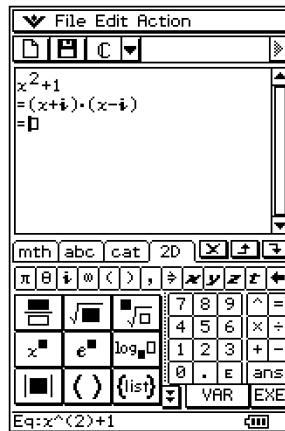 File Edit Action
ℂ
x²+1
=(x+i)·(x-i)
=
mth abc cat 2D
π θ i ∞ ( ) , ⇒ x y z t ←
√■ ■√□ 7 8 9 ^ =
4 5 6 × ÷
x■ e■ log■□ 1 2 3 + −
|■| ( ) {list} 0 . E ans
VAR EXE
Eq:x^(2)+1